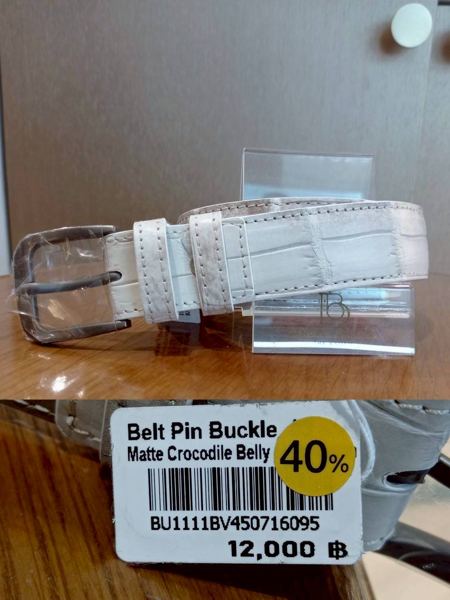 Belt Pin Buckle
Matte Crocodile Belly
40%
BU1111BV450716095
12,000 ฿